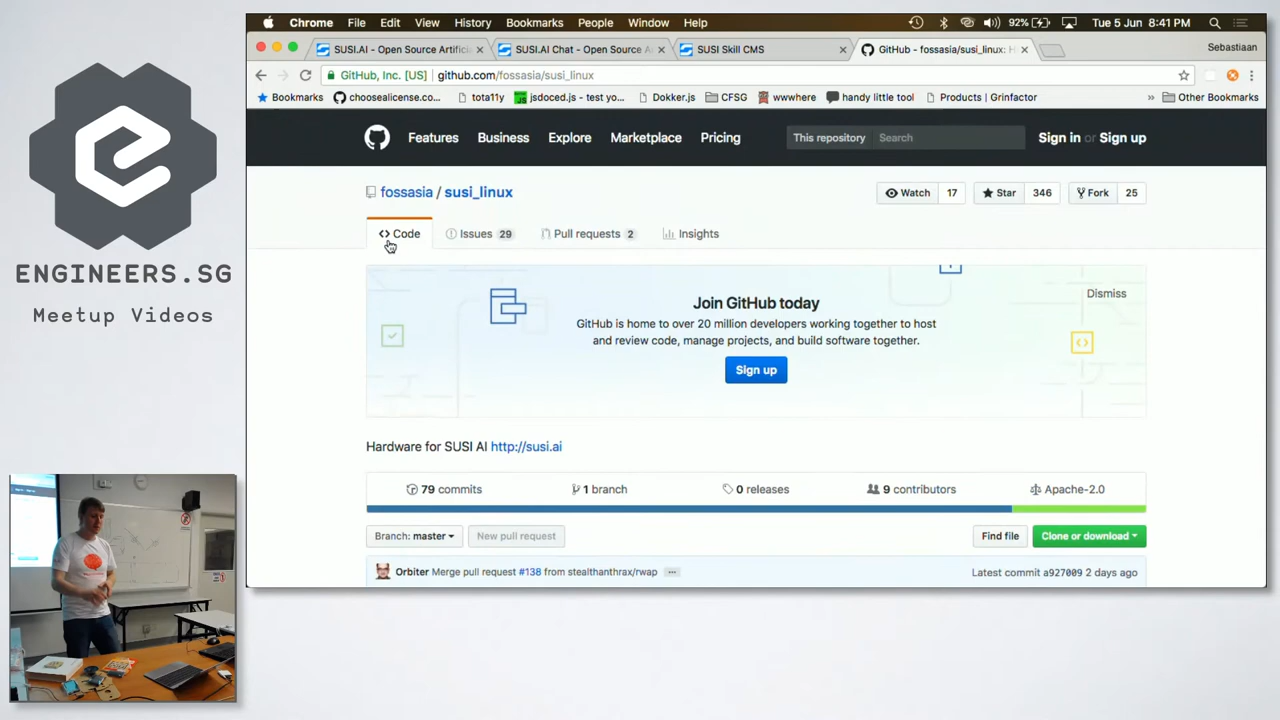 ENGINEERS.SG
Meetup Videos
Chrome File Edit View History Bookmarks People Window Help 92% Tue 5 Jun 8:41 PM
SUSI.AI - Open Source Artific
SUSI.AI Chat - Open Source A
SUSI Skill CMS
GitHub - fossasia/susi_linux: H
Sebastiaan
GitHub, Inc. [US] github.com/fossasia/susi_linux
Bookmarks choosealicense.co... tota11y jsdoced.js - test yo... Dokker.js CFSG wwwhere handy little tool Products | Grinfactor » Other Bookmarks
Features Business Explore Marketplace Pricing This repository Search Sign in or Sign up
fossasia / susi_linux Watch 17 Star 346 Fork 25
<> Code Issues 29 Pull requests 2 Insights
Join GitHub today
Dismiss
GitHub is home to over 20 million developers working together to host
and review code, manage projects, and build software together.
Sign up
Hardware for SUSI AI http://susi.ai
79 commits 1 branch 0 releases 9 contributors Apache-2.0
Branch: master New pull request Find file Clone or download
Orbiter Merge pull request #138 from stealthanthrax/rwap ... Latest commit a927009 2 days ago